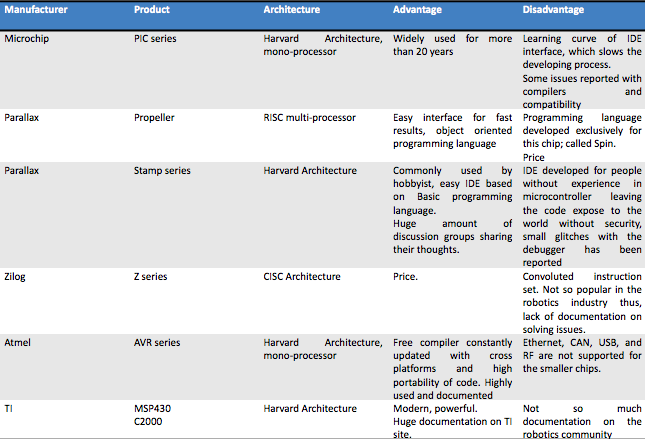 Manufacturer Product Architecture Advantage Disadvantage
Microchip PIC series Harvard Architecture, Widely used for more Learning curve of IDE
mono-processor than 20 years interface, which slows the
developing process.
Some issues reported with
compilers and
compatibility
Parallax Propeller RISC multi-processor Easy interface for fast Programming language
results, object oriented developed exclusively for
programming language this chip; called Spin.
Price
Parallax Stamp series Harvard Architecture Commonly used by IDE developed for people
hobbyist, easy IDE based without experience in
on Basic programming microcontroller leaving
language. the code expose to the
Huge amount of world without security,
discussion groups sharing small glitches with the
their thoughts. debugger has been
reported
Zilog Z series CISC Architecture Price. Convoluted instruction
set. Not so popular in the
robotics industry thus,
lack of documentation on
solving issues.
Atmel AVR series Harvard Architecture, Free compiler constantly Ethernet, CAN, USB, and
mono-processor updated with cross RF are not supported for
platforms and high the smaller chips.
portability of code. Highly
used and documented
TI MSP430 Harvard Architecture Modern, powerful. Not so much
C2000 Huge documentation on TI documentation on the
site. robotics community